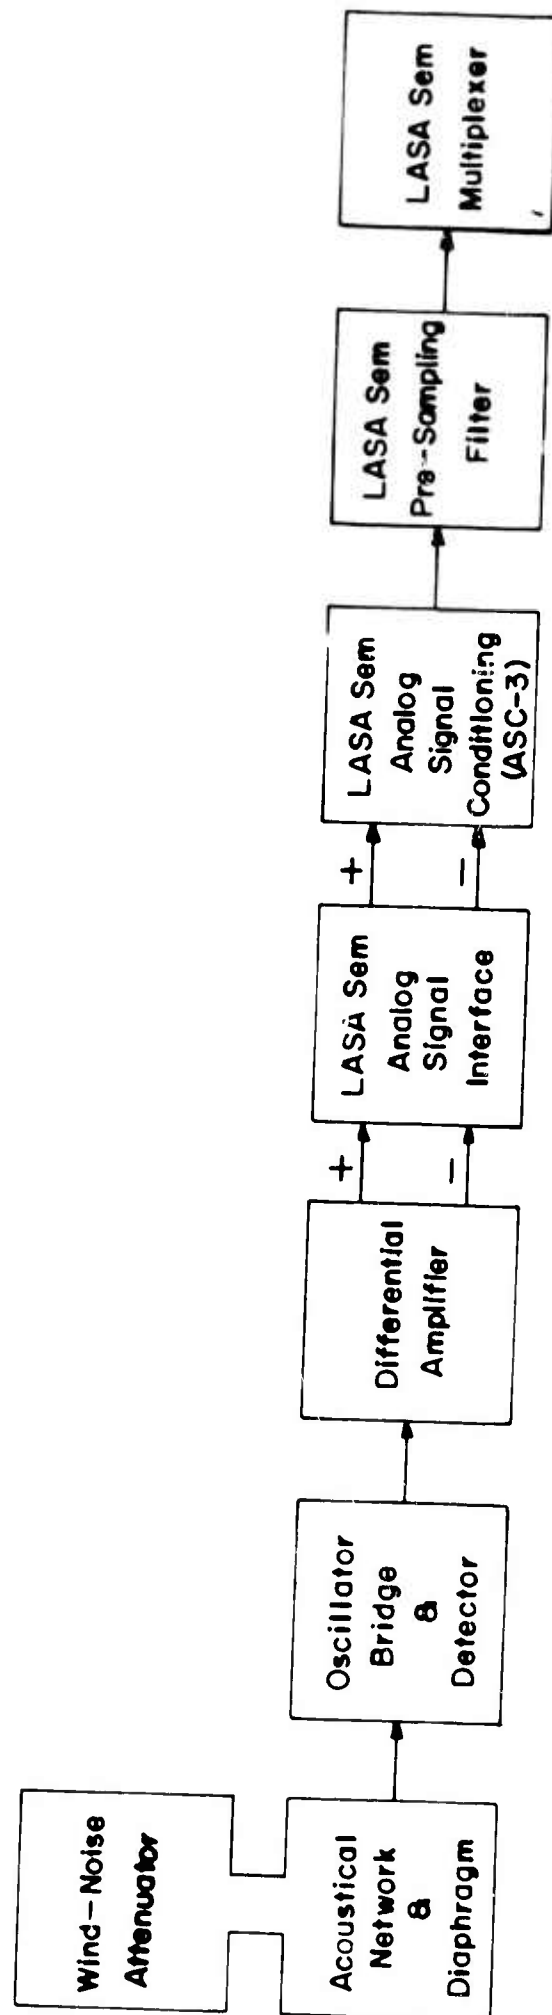 Wind-Noise
Attenuator
Acoustical
Network
&
Diaphragm
Oscillator
Bridge
&
Detector
Differential
Amplifier
+
-
LASA Sem
Analog
Signal
Interface
+
-
LASA Sem
Analog
Signal
Conditioning
(ASC-3)
LASA Sem
Pre-Sampling
Filter
LASA Sem
Multiplexer